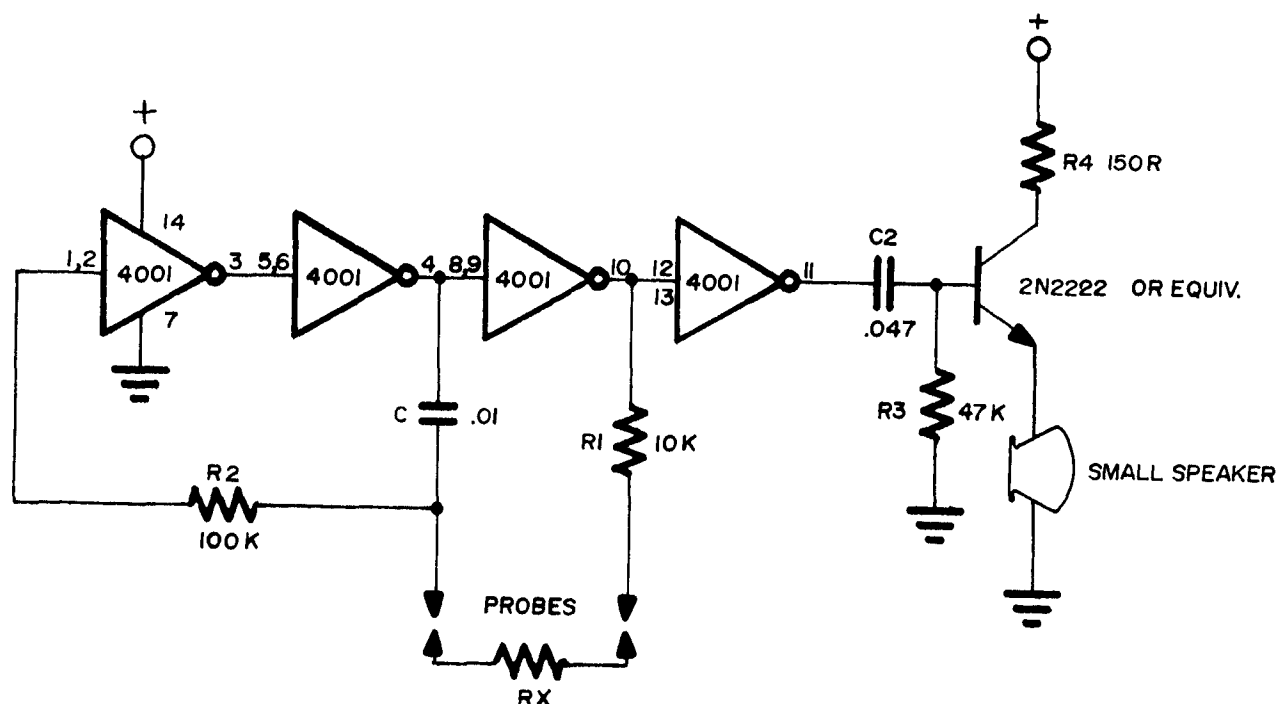 +
+
R4 150R
14
1,2
4001
3
5,6
4001
4
8,9
4001
10
12
13
4001
11
C2
.047
2N2222 OR EQUIV.
7
C
.01
R1
10K
R3
47K
SMALL SPEAKER
R2
100K
PROBES
RX